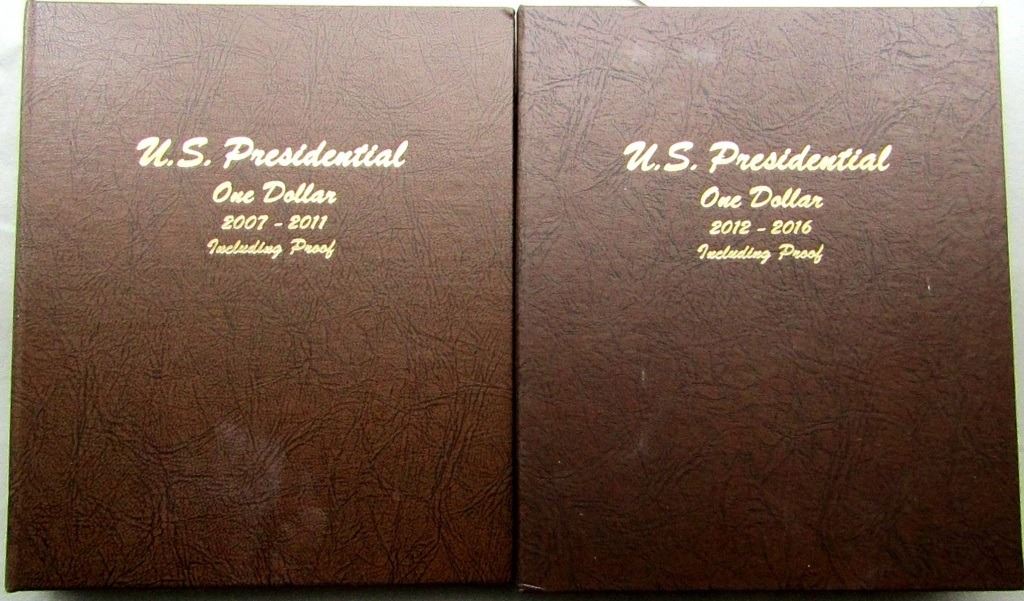 U.S. Presidential
One Dollar
2007 - 2011
Including Proof
U.S. Presidential
One Dollar
2012 - 2016
Including Proof